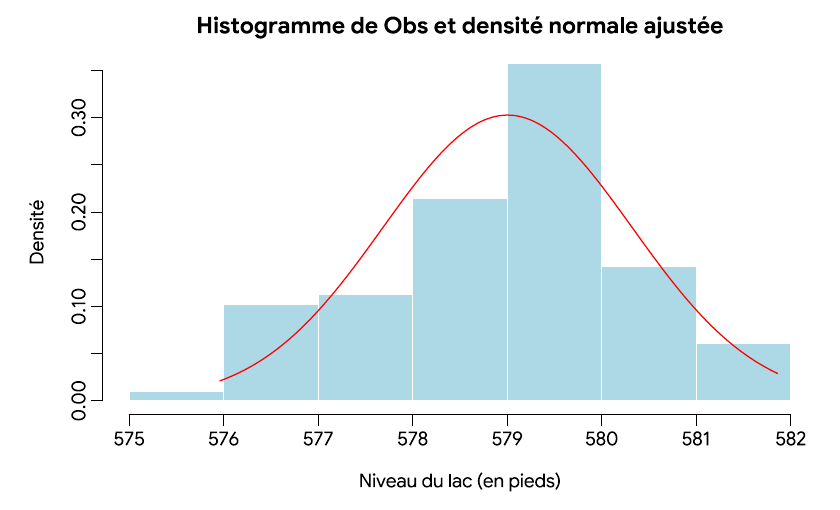 Histogramme de Obs et densité normale ajustée
Densité
0.30
0.20
0.10
0.00
575 576 577 578 579 580 581 582
Niveau du lac (en pieds)